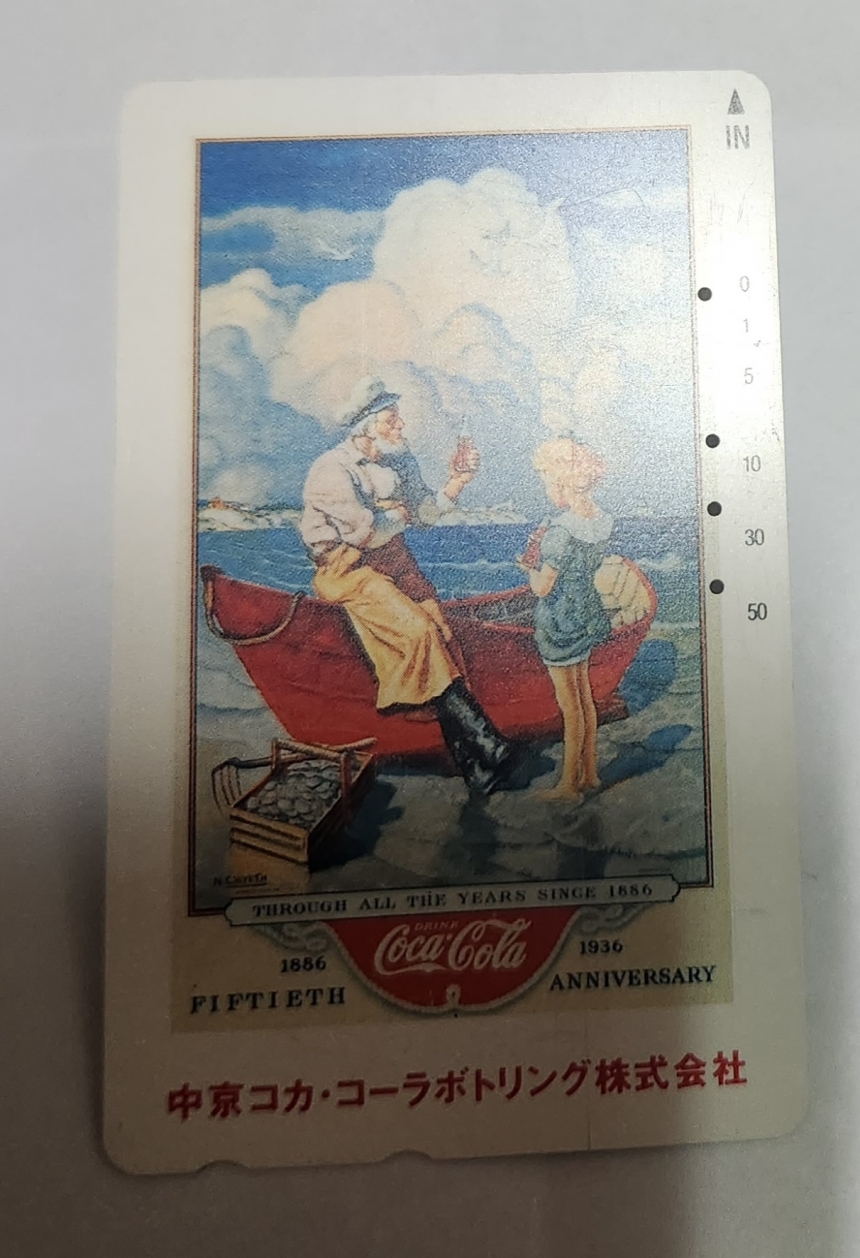 IN
0
1
5
10
30
50
N.C. WYETH
THROUGH ALL THE YEARS SINCE 1886
DRINK
Coca-Cola
1886
1936
FIFTIETH
ANNIVERSARY
中京コカ・コーラボトリング株式会社